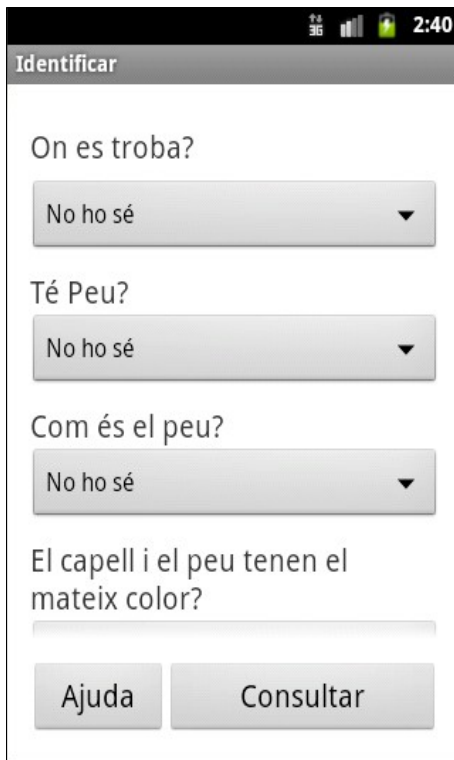 3G 2:40
Identificar
On es troba?
No ho sé
Té Peu?
No ho sé
Com és el peu?
No ho sé
El capell i el peu tenen el
mateix color?
Ajuda Consultar